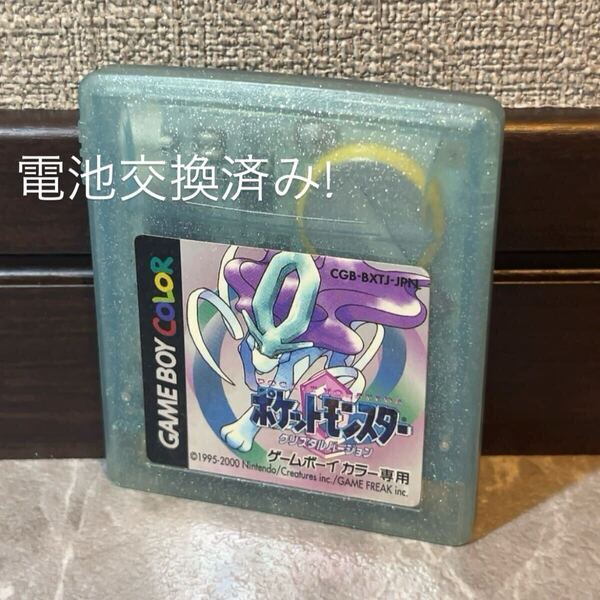 電池交換済み!
CGB-BXTJ-JPN
GAME BOY COLOR
ポケットモンスター
クリスタルバージョン
ゲームボーイ カラー専用
©1995-2000 Nintendo/Creatures inc./GAME FREAK inc.